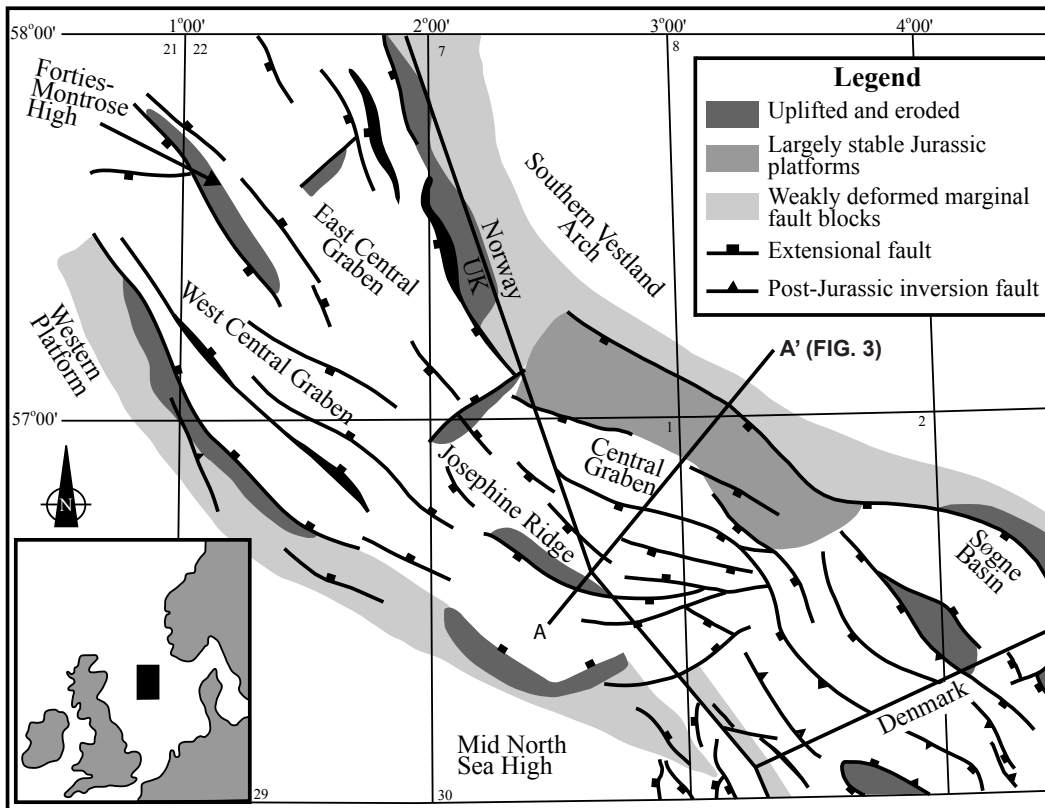 58°00'
1°00'
2°00'
3°00'
4°00'
21
22
7
8
Forties-
Montrose
High
Legend
Uplifted and eroded
Largely stable Jurassic
platforms
Weakly deformed marginal
fault blocks
Extensional fault
Post-Jurassic inversion fault
Southern Vestland
Arch
East Central
Graben
Norway
UK
West Central Graben
Western
Platform
A' (FIG. 3)
57°00'
1
2
Central
Graben
Josephine Ridge
N
Søgne
Basin
A
Denmark
Mid North
Sea High
29
30